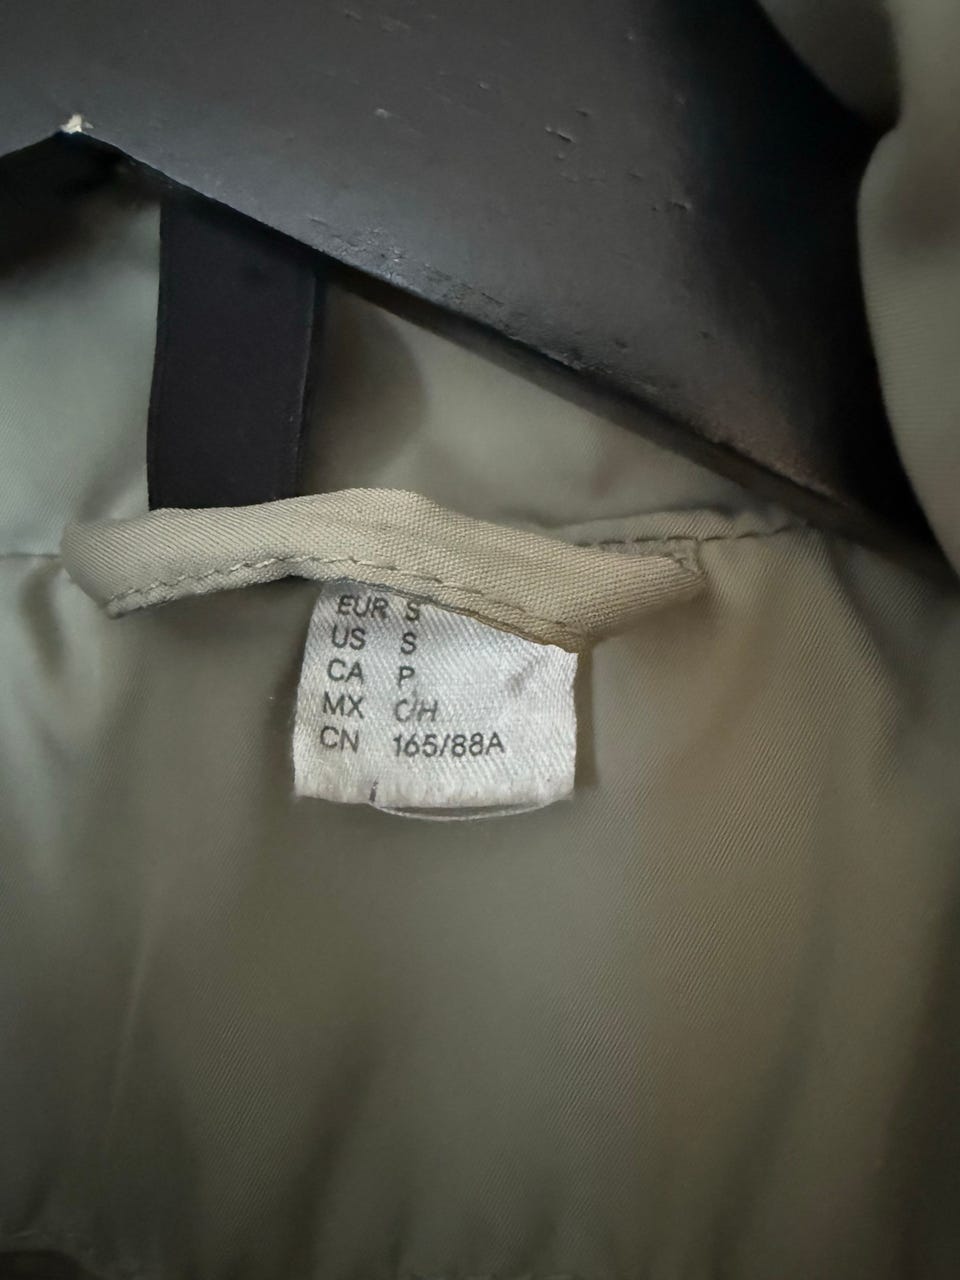 EUR S
US S
CA P
MX C/H
CN 165/88A